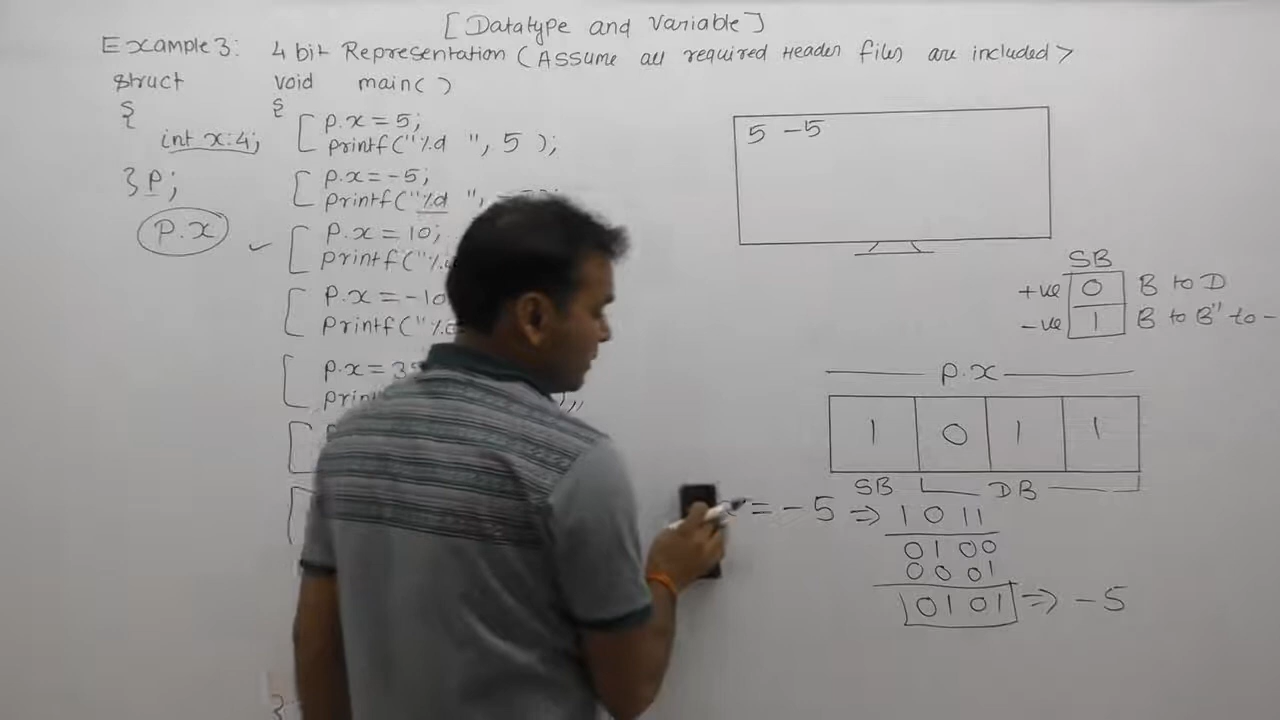 [Datatype and Variable]
Example 3: 4 bit Representation (Assume all required Header files are included >
struct void main( )
{ {
int x:4; [ p.x = 5;
printf("%d ", 5 );
} p; [ p.x = -5;
printf("%d ",
p.x [ p.x = 10;
printf("%
[ p.x = -10
printf("%
[ p.x = 3
prin
5 -5
SB
+ve 0 B to D
-ve 1 B to B" to -
p.x
1 0 1 1
SB DB
= -5 => 1 0 1 1
0 1 0 0
0 0 0 1
0 1 0 1 => -5
}